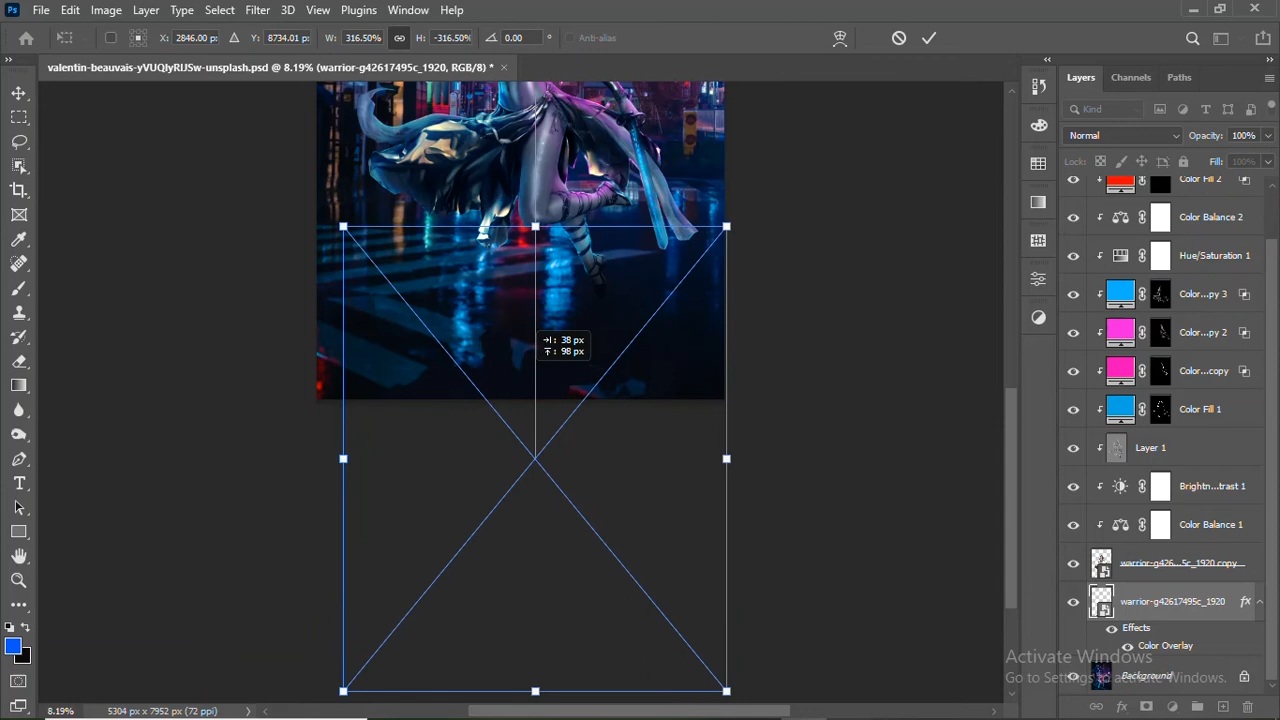 Ps File Edit Image Layer Type Select Filter 3D View Plugins Window Help
X: 2846.00 px Y: 8734.01 px W: 316.50% H: -316.50% 0.00 ° Anti-alias
valentin-beauvais-yVUQlyRIJSw-unsplash.psd @ 8.19% (warrior-g42617495c_1920, RGB/8) * ×
Layers Channels Paths
Kind
Normal Opacity: 100%
Lock: Fill: 100%
Color Fill 2
Color Balance 2
Hue/Saturation 1
Color...py 3
Color...py 2
Color...copy
Color Fill 1
Layer 1
Brightn...trast 1
Color Balance 1
warrior-g426...5c_1920 copy
warrior-g42617495c_1920 fx
Effects
Color Overlay
Background
: 38 px
: 98 px
Activate Windows
Go to Settings to activate Windows.
8.19% 5304 px x 7952 px (72 ppi)